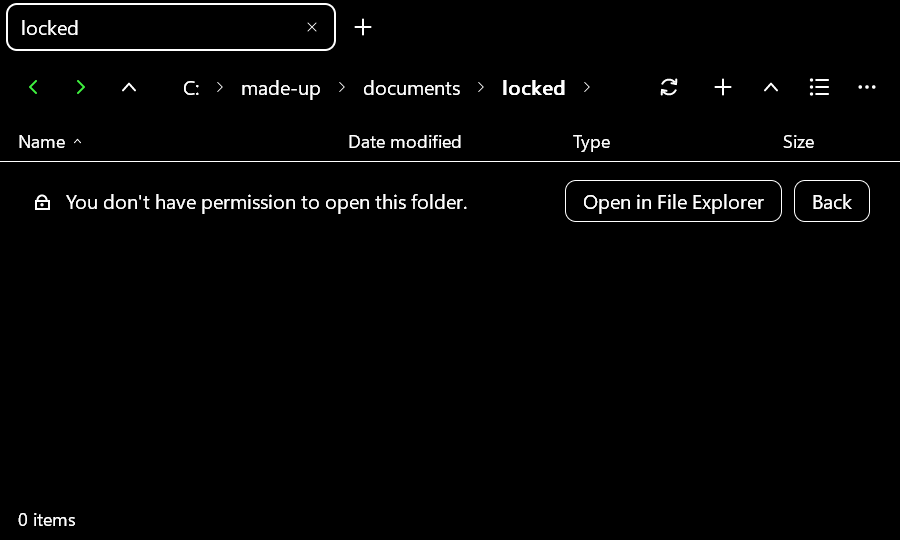 locked
C: made-up documents locked
Name Date modified Type Size
You don't have permission to open this folder. Open in File Explorer Back
0 items